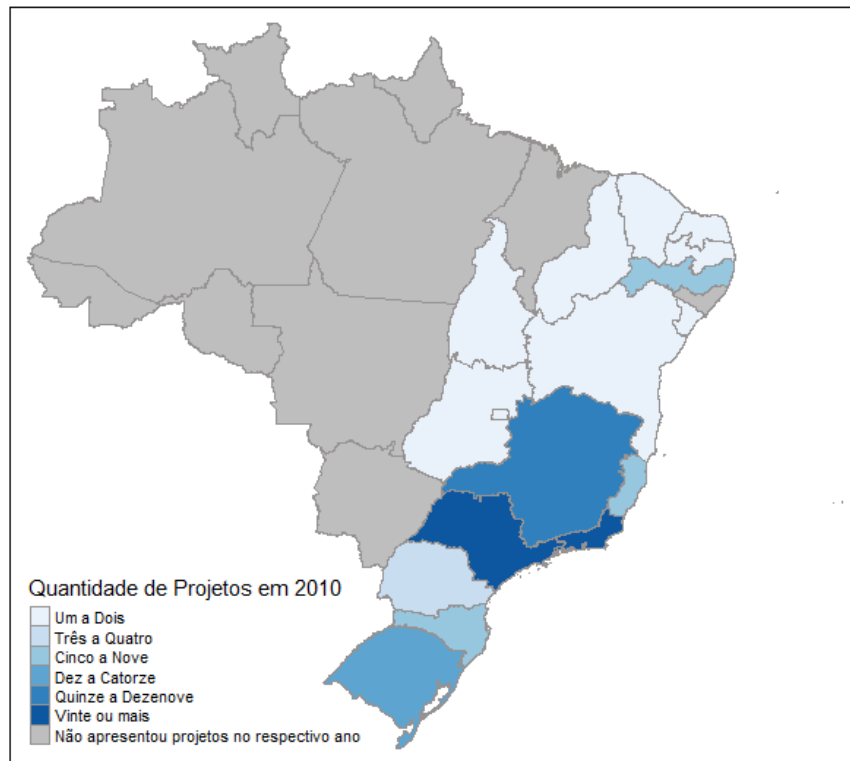 Quantidade de Projetos em 2010
Um a Dois
Três a Quatro
Cinco a Nove
Dez a Catorze
Quinze a Dezenove
Vinte ou mais
Não apresentou projetos no respectivo ano